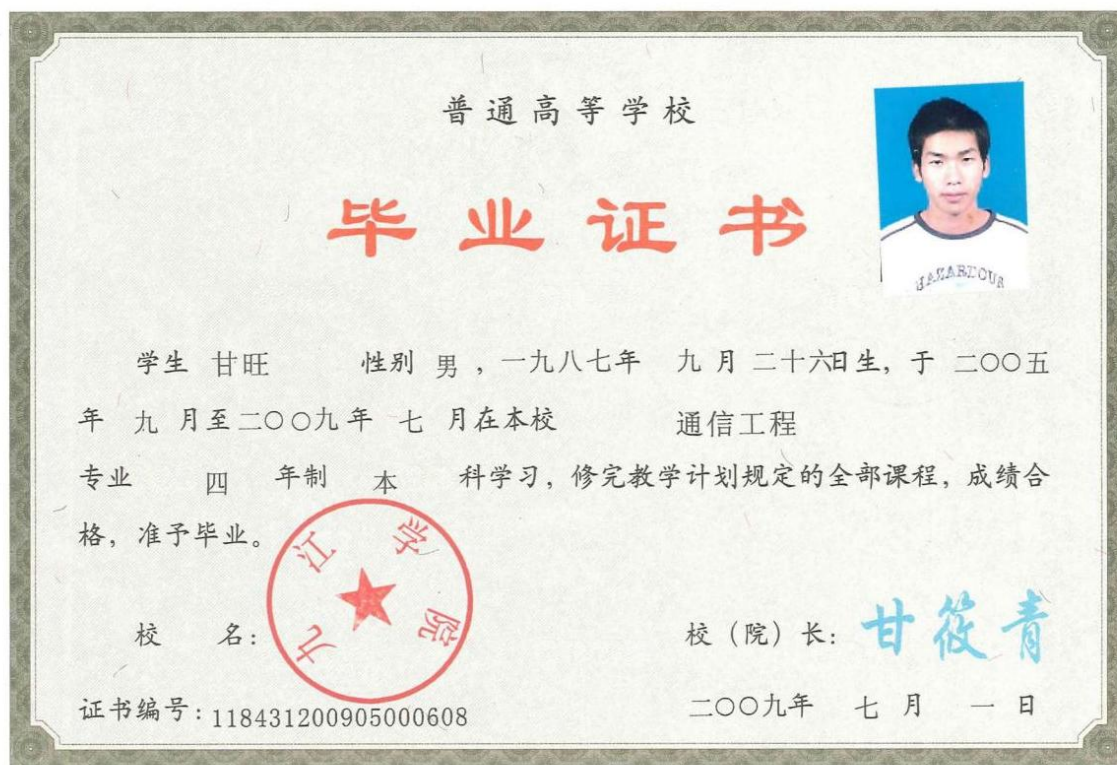 普通高等学校
毕业证书
HAZARDOUR
学生 甘旺 性别 男 ，一九八七年 九月二十六日生，于 二〇〇五
年 九 月至二〇〇九年 七 月在本校 通信工程
专业 四 年制 本 科学习，修完教学计划规定的全部课程，成绩合
格，准予毕业。
九江学院
校 名： 校（院）长：甘筱青
证书编号：118431200905000608 二〇〇九年 七月 一日